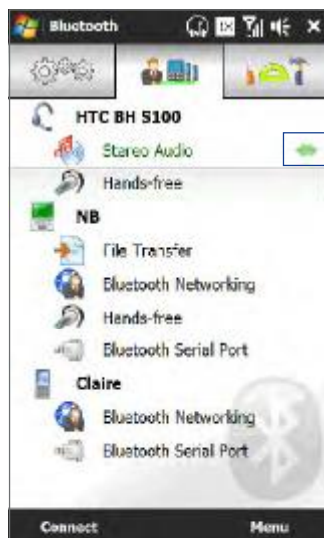 Bluetooth
HTC BH S100
Stereo Audio
Hands-free
NB
File Transfer
Bluetooth Networking
Hands-free
Bluetooth Serial Port
Claire
Bluetooth Networking
Bluetooth Serial Port
Connect Menu